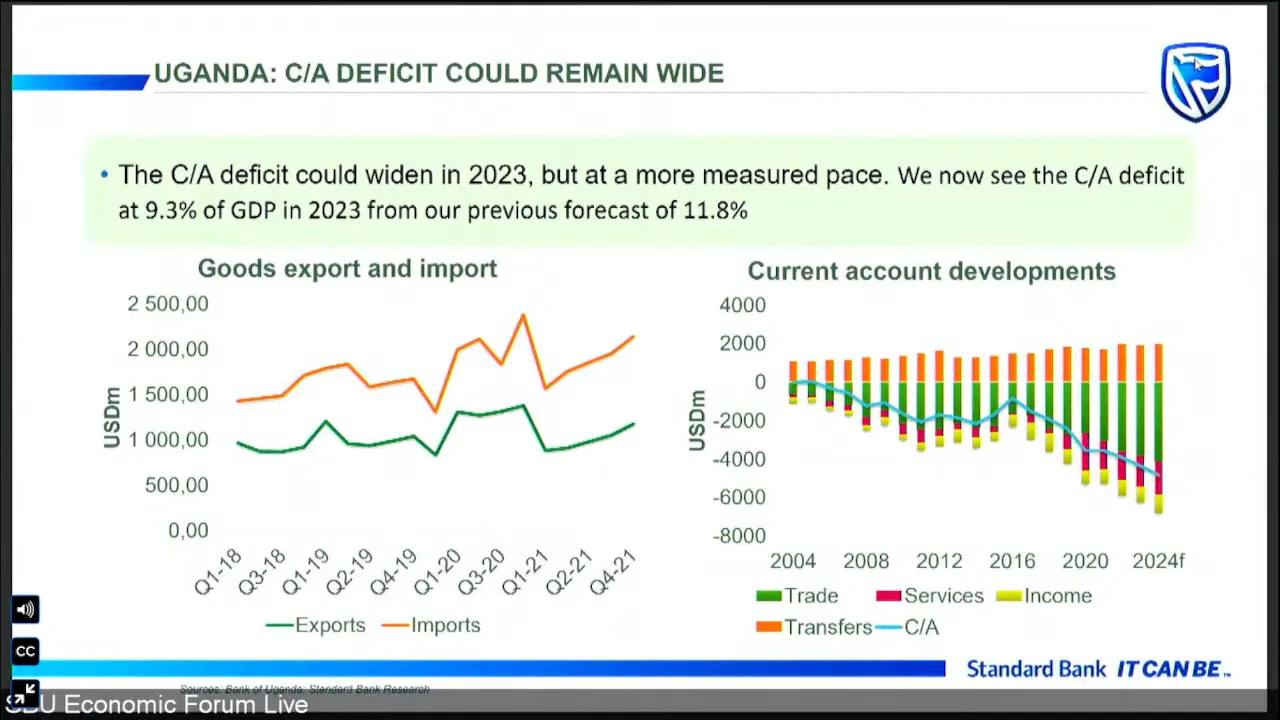 UGANDA: C/A DEFICIT COULD REMAIN WIDE
• The C/A deficit could widen in 2023, but at a more measured pace. We now see the C/A deficit
at 9.3% of GDP in 2023 from our previous forecast of 11.8%
Goods export and import
USDm
2 500,00
2 000,00
1 500,00
1 000,00
500,00
0,00
Q1-18
Q3-18
Q1-19
Q2-19
Q4-19
Q1-20
Q3-20
Q1-21
Q2-21
Q4-21
Exports Imports
Current account developments
USDm
4000
2000
0
-2000
-4000
-6000
-8000
2004 2008 2012 2016 2020 2024f
Trade Services Income
Transfers C/A
CC
Standard Bank IT CAN BE™
Sources: Bank of Uganda; Standard Bank Research
SBU Economic Forum Live